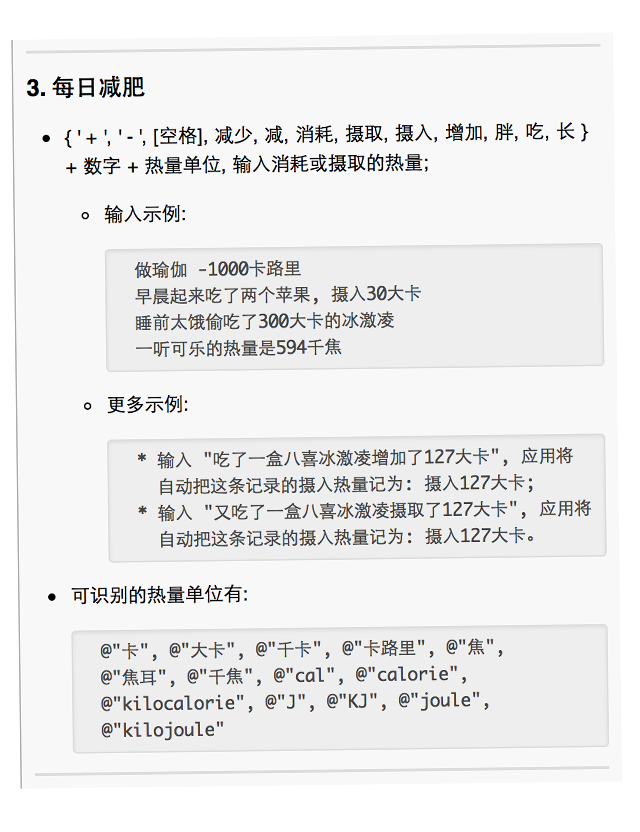 3. 每日减肥
{ ' + ', ' - ', [空格], 减少, 减, 消耗, 摄取, 摄入, 增加, 胖, 吃, 长 }
+ 数字 + 热量单位, 输入消耗或摄取的热量;
输入示例:
做瑜伽 -1000卡路里
早晨起来吃了两个苹果, 摄入30大卡
睡前太饿偷吃了300大卡的冰激凌
一听可乐的热量是594千焦
更多示例:
* 输入 "吃了一盒八喜冰激凌增加了127大卡", 应用将
自动把这条记录的摄入热量记为: 摄入127大卡;
* 输入 "又吃了一盒八喜冰激凌摄取了127大卡", 应用将
自动把这条记录的摄入热量记为: 摄入127大卡。
可识别的热量单位有:
@"卡", @"大卡", @"千卡", @"卡路里", @"焦",
@"焦耳", @"千焦", @"cal", @"calorie",
@"kilocalorie", @"J", @"KJ", @"joule",
@"kilojoule"